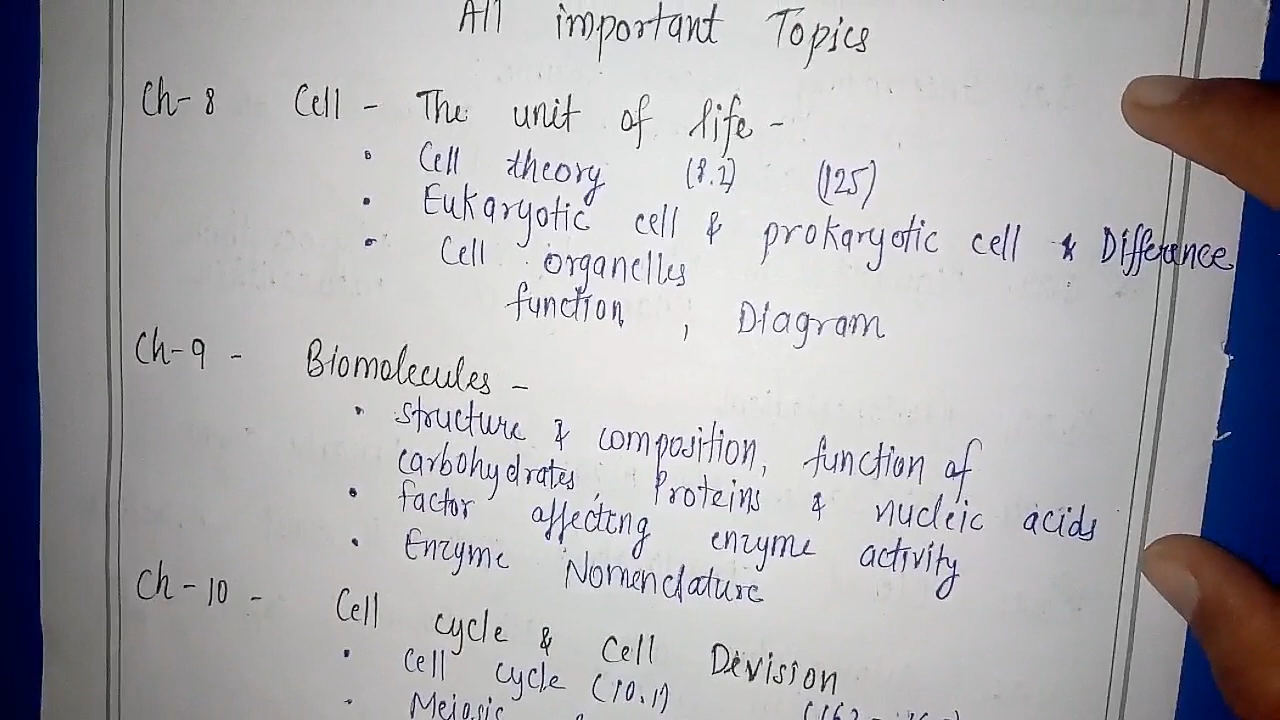 All important Topics
Ch-8 Cell - The unit of life -
• Cell theory (8.2) (125)
• Eukaryotic cell & prokaryotic cell & Difference
• Cell organelles
function, Diagram
Ch-9 - Biomolecules -
• structure & composition, function of
carbohydrates, Proteins & nucleic acids
• factor affecting enzyme activity
• Enzyme Nomenclature
Ch-10 - Cell cycle & Cell Devision
• Cell cycle (10.1)
• Meiosis